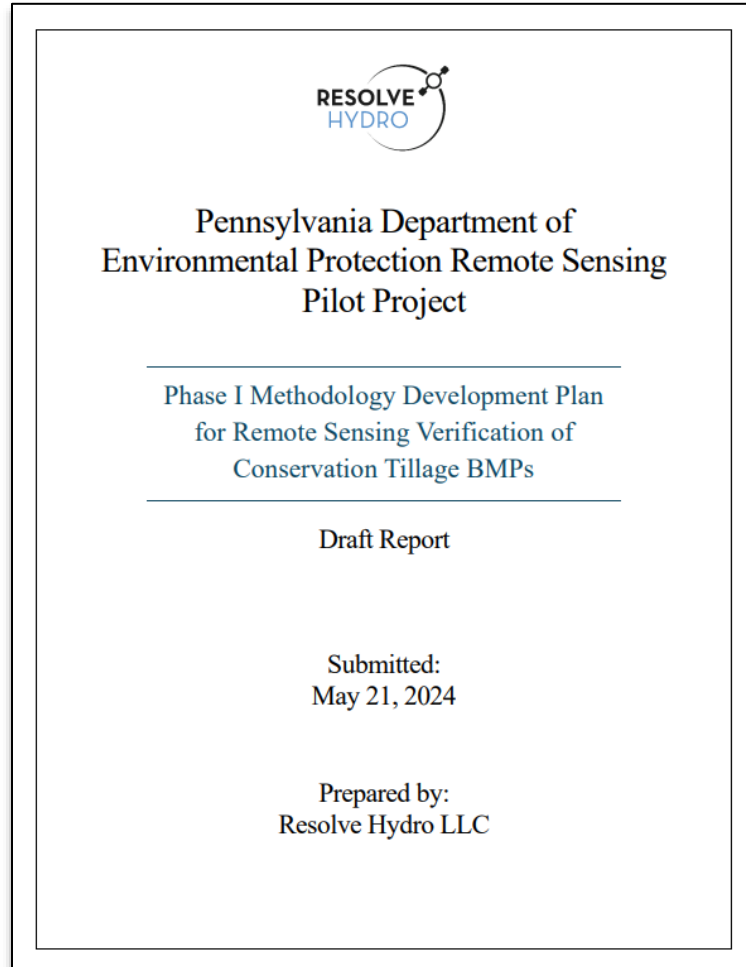 RESOLVE
HYDRO
Pennsylvania Department of
Environmental Protection Remote Sensing
Pilot Project
Phase I Methodology Development Plan
for Remote Sensing Verification of
Conservation Tillage BMPs
Draft Report
Submitted:
May 21, 2024
Prepared by:
Resolve Hydro LLC